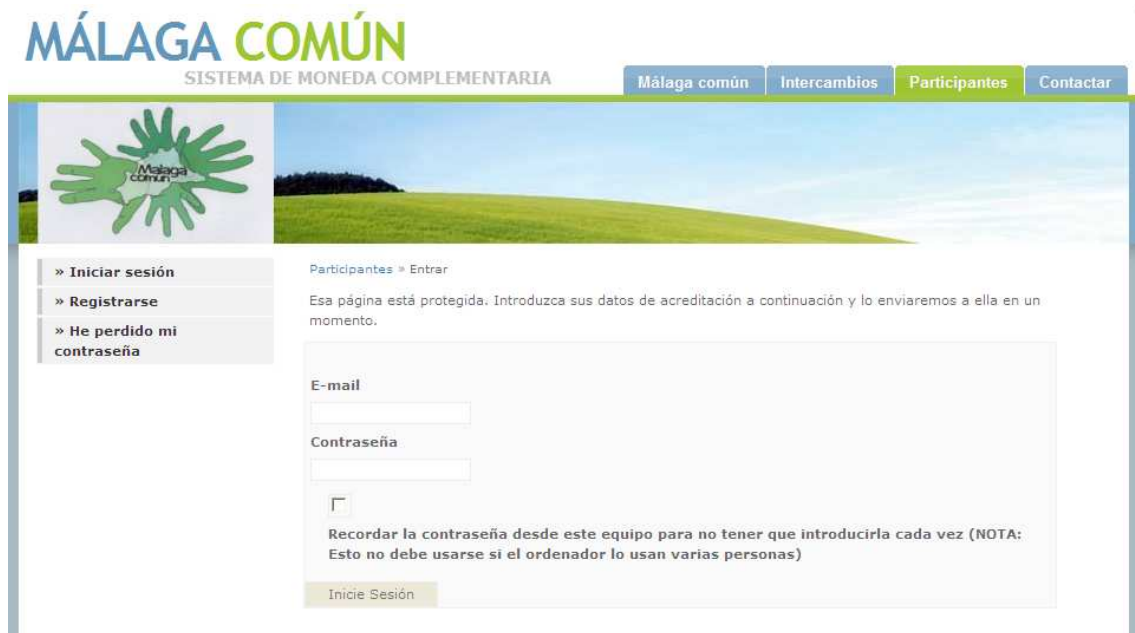 MÁLAGA COMÚN
SISTEMA DE MONEDA COMPLEMENTARIA
Málaga común
Intercambios
Participantes
Contactar
Malaga
común
» Iniciar sesión
» Registrarse
» He perdido mi
contraseña
Participantes » Entrar
Esa página está protegida. Introduzca sus datos de acreditación a continuación y lo enviaremos a ella en un
momento.
E-mail
Contraseña
Recordar la contraseña desde este equipo para no tener que introducirla cada vez (NOTA:
Esto no debe usarse si el ordenador lo usan varias personas)
Inicie Sesión